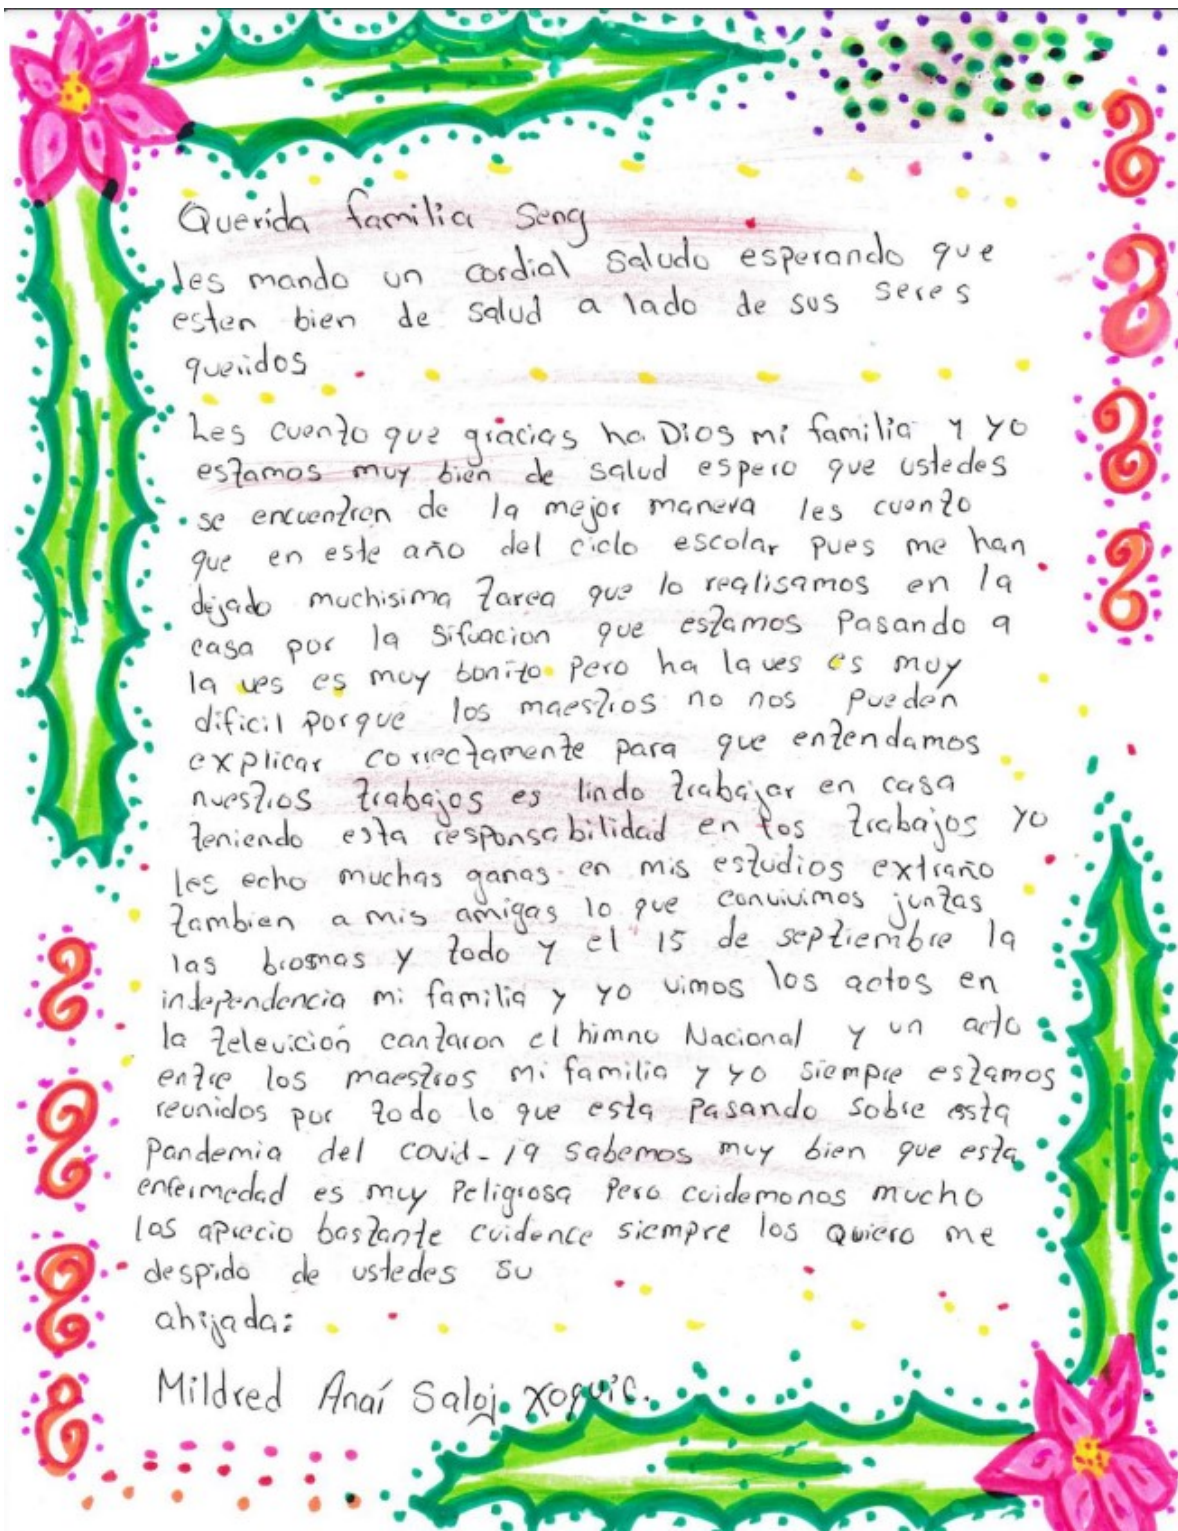 Querida familia Seng
les mando un cordial saludo esperando que
esten bien de salud a lado de sus seres
queridos
Les cuento que gracias ha Dios mi familia y yo
estamos muy bien de salud espero que ustedes
se encuentren de la mejor manera les cuento
que en este año del ciclo escolar pues me han
dejado muchisima tarea que lo realisamos en la
casa por la situacion que estamos pasando a
la ves es muy bonito pero ha la ves es muy
dificil porque los maestros no nos pueden
explicar correctamente para que entendamos
nuestros trabajos es lindo trabajar en casa
teniendo esta responsabilidad en los trabajos yo
les echo muchas ganas en mis estudios extraño
tambien a mis amigas lo que convivimos juntas
las bromas y todo y el 15 de septiembre la
independencia mi familia y yo vimos los actos en
la televición cantaron el himno Nacional y un acto
entre los maestros mi familia y yo siempre estamos
reunidos por todo lo que esta pasando sobre esta
pandemia del covid-19 sabemos muy bien que esta
enfermedad es muy peligrosa pero cuidemonos mucho
los aprecio bastante cuidence siempre los quiero me
despido de ustedes su
ahijada:
Mildred Anaí Saloj Xoquic.